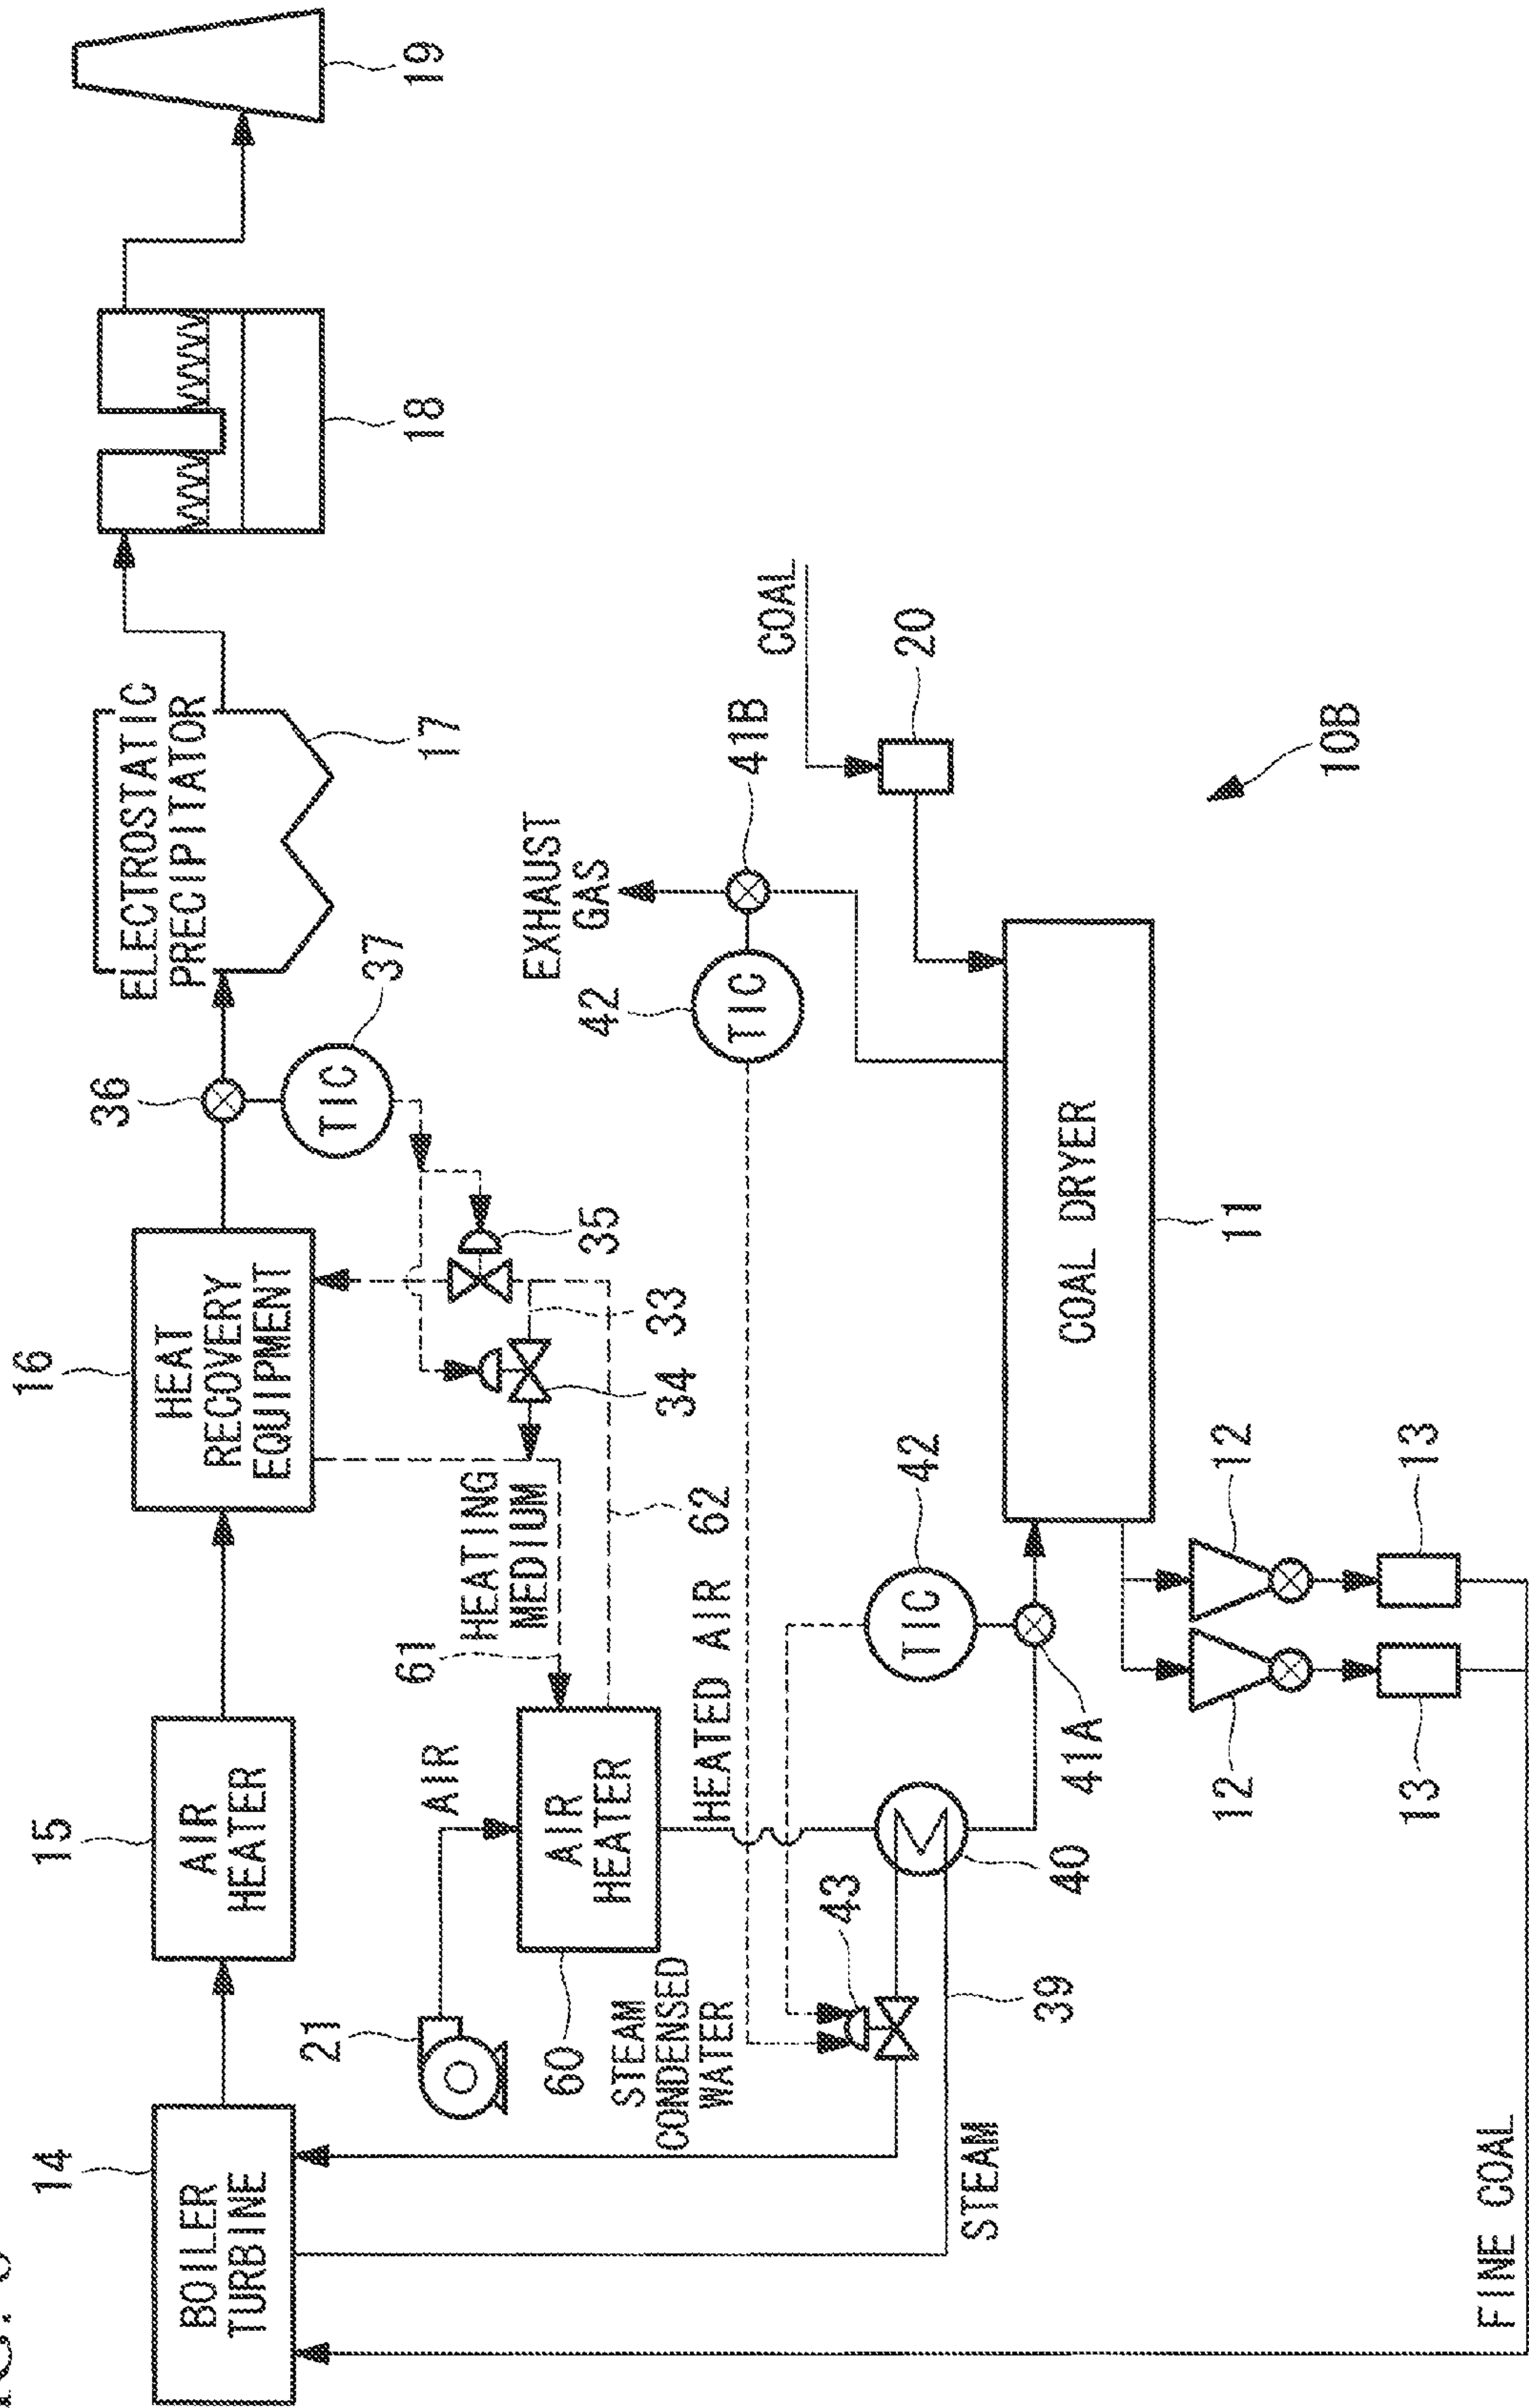 14
BOILER
TURBINE
15
AIR
HEATER
16
HEAT
RECOVERY
EQUIPMENT
36
TIC
37
ELECTROSTATIC
PRECIPITATOR
17
18
19
21
AIR
61
HEATING
MEDIUM
34
33
35
60
AIR
HEATER
62
HEATED AIR
STEAM
CONDENSED
WATER
43
39
STEAM
40
42
TIC
41A
42
TIC
EXHAUST
GAS
41B
COAL
20
COAL DRYER
11
10B
12
12
13
13
FINE COAL